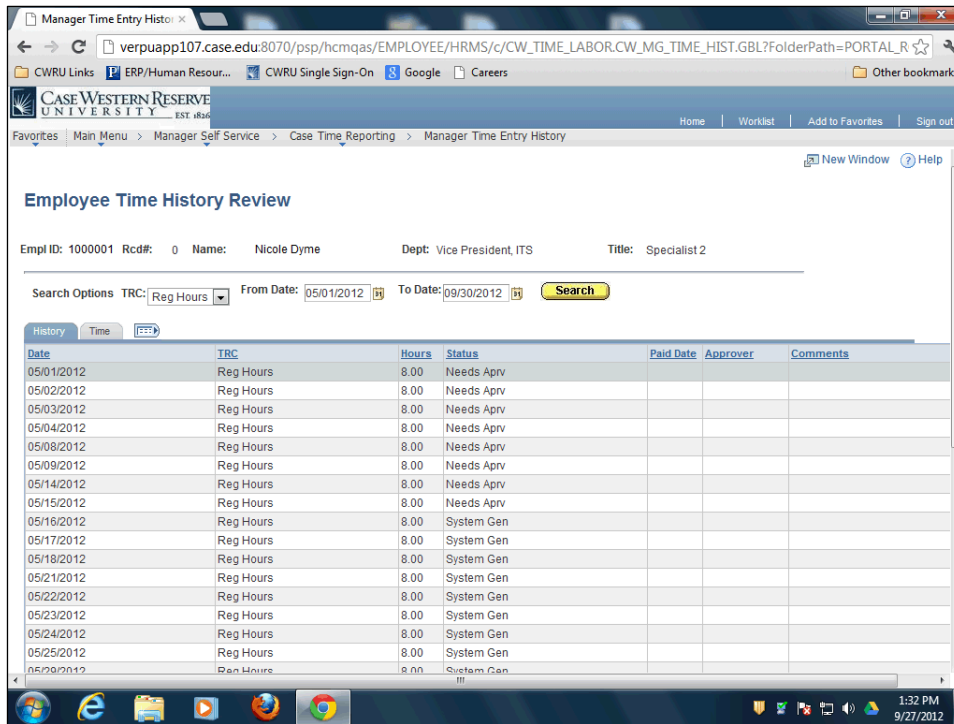 Manager Time Entry Histor
verpuapp107.case.edu:8070/psp/hcmqas/EMPLOYEE/HRMS/c/CW_TIME_LABOR.CW_MG_TIME_HIST.GBL?FolderPath=PORTAL_R
CWRU Links ERP/Human Resour... CWRU Single Sign-On Google Careers Other bookmark
CASE WESTERN RESERVE
UNIVERSITY EST. 1826
Home | Worklist | Add to Favorites | Sign out
Favorites Main Menu > Manager Self Service > Case Time Reporting > Manager Time Entry History
New Window Help
Employee Time History Review
Empl ID: 1000001 Rcd#: 0 Name: Nicole Dyme Dept: Vice President, ITS Title: Specialist 2
Search Options TRC: Reg Hours From Date: 05/01/2012 To Date: 09/30/2012 Search
History Time
Date TRC Hours Status Paid Date Approver Comments
05/01/2012 Reg Hours 8.00 Needs Aprv
05/02/2012 Reg Hours 8.00 Needs Aprv
05/03/2012 Reg Hours 8.00 Needs Aprv
05/04/2012 Reg Hours 8.00 Needs Aprv
05/08/2012 Reg Hours 8.00 Needs Aprv
05/09/2012 Reg Hours 8.00 Needs Aprv
05/14/2012 Reg Hours 8.00 Needs Aprv
05/15/2012 Reg Hours 8.00 Needs Aprv
05/16/2012 Reg Hours 8.00 System Gen
05/17/2012 Reg Hours 8.00 System Gen
05/18/2012 Reg Hours 8.00 System Gen
05/21/2012 Reg Hours 8.00 System Gen
05/22/2012 Reg Hours 8.00 System Gen
05/23/2012 Reg Hours 8.00 System Gen
05/24/2012 Reg Hours 8.00 System Gen
05/25/2012 Reg Hours 8.00 System Gen
05/29/2012 Reg Hours 8.00 System Gen
1:32 PM
9/27/2012